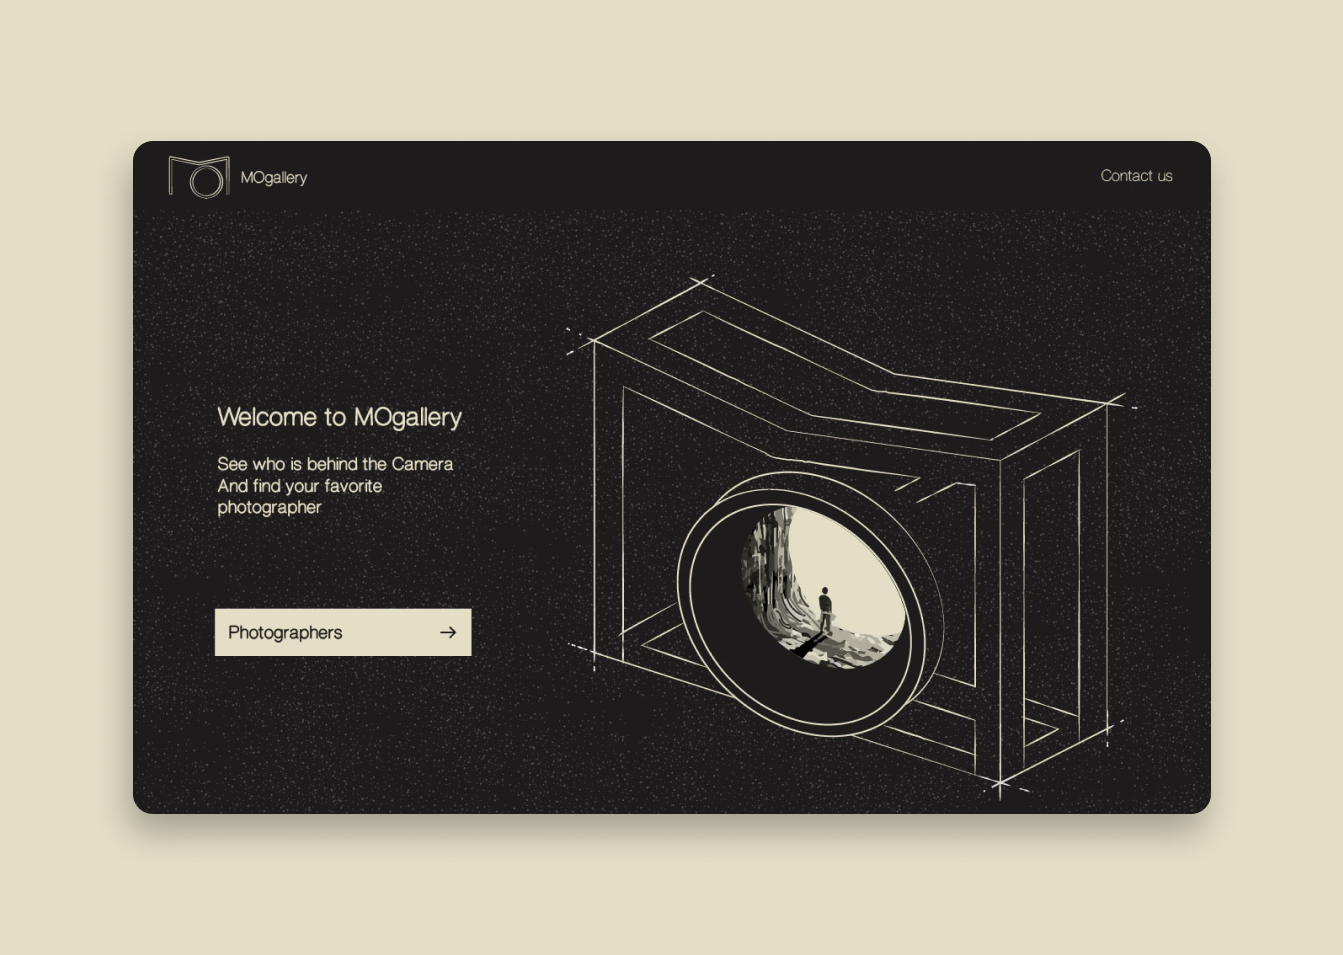 MOgallery
Contact us
Welcome to MOgallery
See who is behind the Camera
And find your favorite
photographer
Photographers →